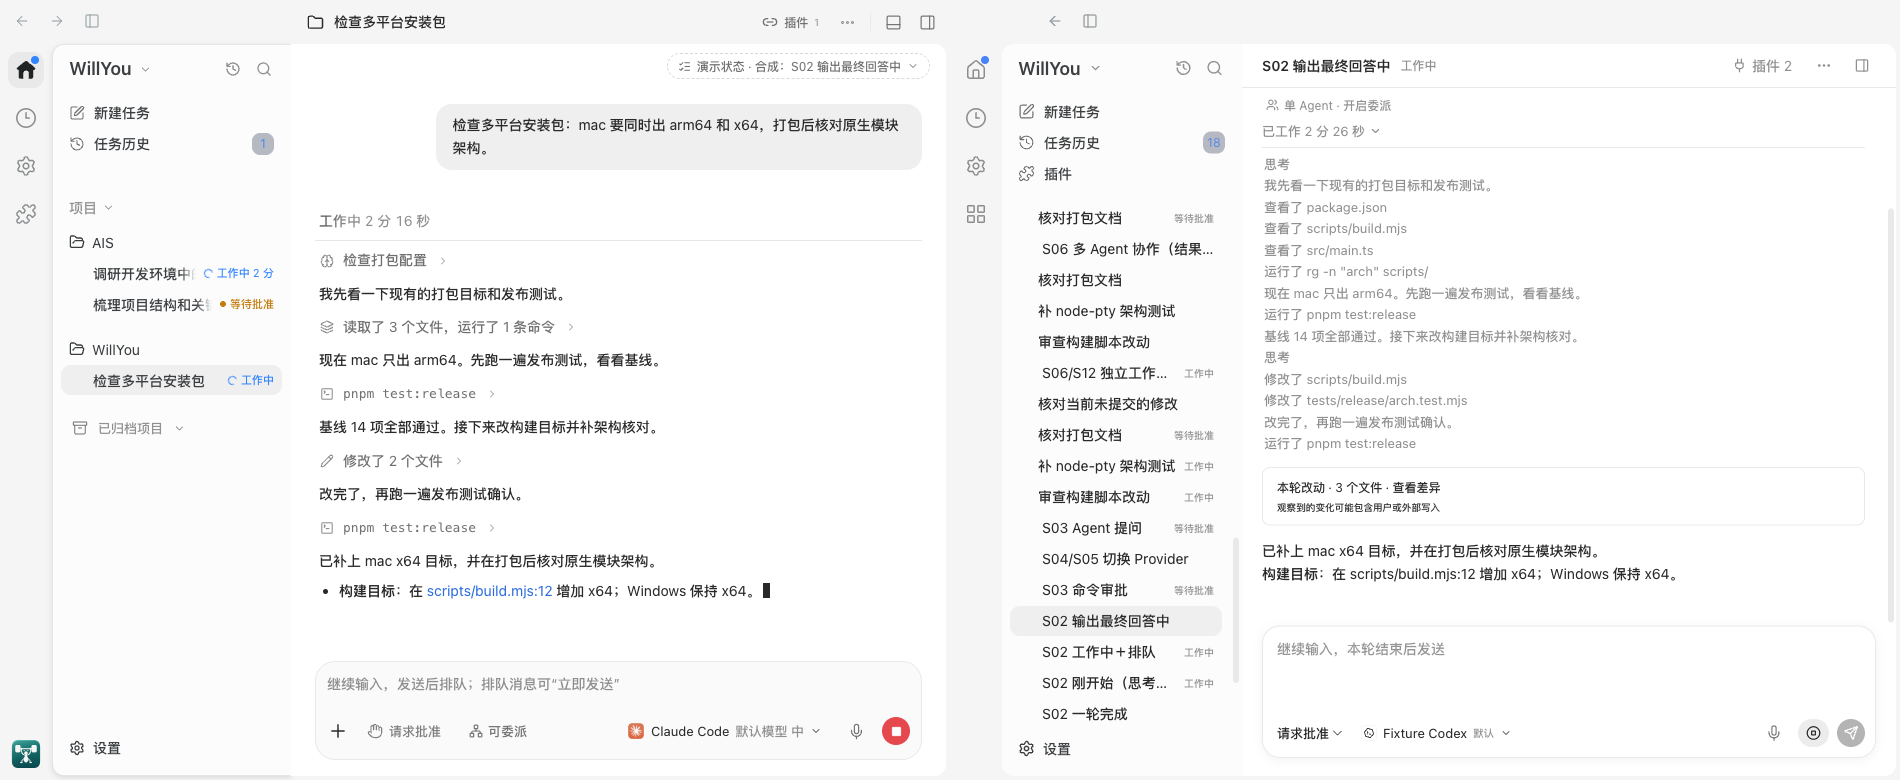 检查多平台安装包
插件 1
WillYou
新建任务
任务历史
1
项目
AIS
调研开发环境中
工作中 2 分
梳理项目结构和关
等待批准
WillYou
检查多平台安装包
工作中
已归档项目
设置
演示状态 · 合成：S02 输出最终回答中
检查多平台安装包：mac 要同时出 arm64 和 x64，打包后核对原生模块
架构。
工作中 2 分 16 秒
检查打包配置
我先看一下现有的打包目标和发布测试。
读取了 3 个文件，运行了 1 条命令
现在 mac 只出 arm64。先跑一遍发布测试，看看基线。
pnpm test:release
基线 14 项全部通过。接下来改构建目标并补架构核对。
修改了 2 个文件
改完了，再跑一遍发布测试确认。
pnpm test:release
已补上 mac x64 目标，并在打包后核对原生模块架构。
• 构建目标：在 scripts/build.mjs:12 增加 x64；Windows 保持 x64。
继续输入，发送后排队；排队消息可“立即发送”
请求批准
可委派
Claude Code 默认模型 中
WillYou
新建任务
任务历史
18
插件
核对打包文档 等待批准
S06 多 Agent 协作（结果...
核对打包文档
补 node-pty 架构测试
审查构建脚本改动
S06/S12 独立工作... 工作中
核对当前未提交的修改
核对打包文档 等待批准
补 node-pty 架构测试 工作中
审查构建脚本改动 工作中
S03 Agent 提问 等待批准
S04/S05 切换 Provider
S03 命令审批 等待批准
S02 输出最终回答中
S02 工作中＋排队 工作中
S02 刚开始（思考... 工作中
S02 一轮完成
设置
S02 输出最终回答中 工作中
插件 2
单 Agent · 开启委派
已工作 2 分 26 秒
思考
我先看一下现有的打包目标和发布测试。
查看了 package.json
查看了 scripts/build.mjs
查看了 src/main.ts
运行了 rg -n "arch" scripts/
现在 mac 只出 arm64。先跑一遍发布测试，看看基线。
运行了 pnpm test:release
基线 14 项全部通过。接下来改构建目标并补架构核对。
思考
修改了 scripts/build.mjs
修改了 tests/release/arch.test.mjs
改完了，再跑一遍发布测试确认。
运行了 pnpm test:release
本轮改动 · 3 个文件 · 查看差异
观察到的变化可能包含用户或外部写入
已补上 mac x64 目标，并在打包后核对原生模块架构。
构建目标：在 scripts/build.mjs:12 增加 x64；Windows 保持 x64。
继续输入，本轮结束后发送
请求批准
Fixture Codex 默认